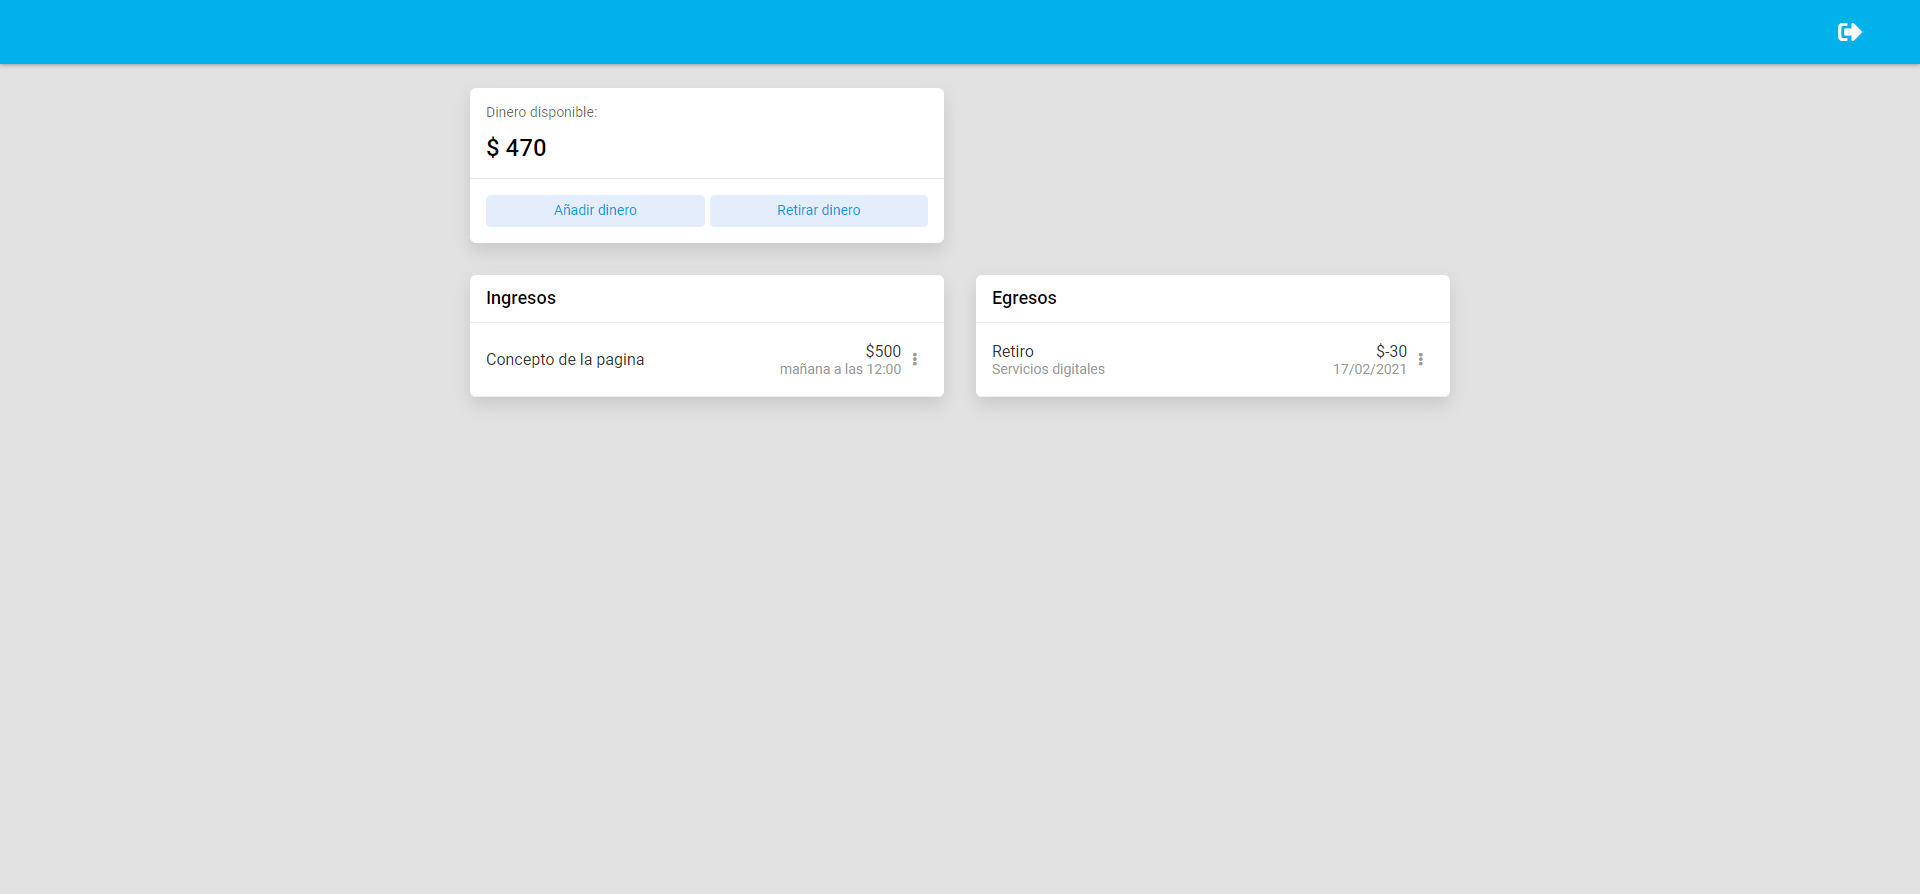 Dinero disponible:
$ 470
Añadir dinero
Retirar dinero
Ingresos
Concepto de la pagina
$500
mañana a las 12:00
Egresos
Retiro
Servicios digitales
$-30
17/02/2021